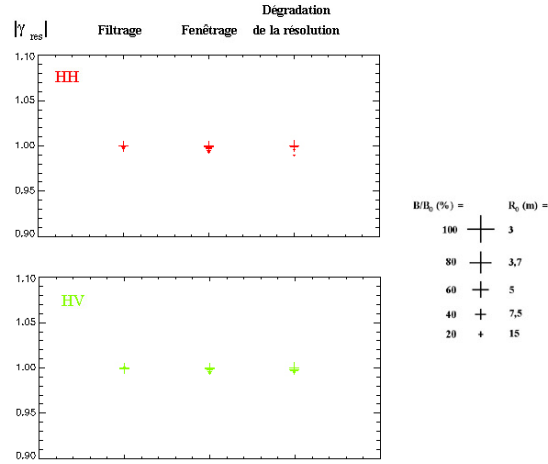 |γ res|
Filtrage
Fenêtrage
Dégradation
de la résolution
1.10
HH
1.05
1.00
0.95
0.90
B/B0 (%) = R0 (m) =
100 3
80 3,7
60 5
40 7,5
20 15
1.10
HV
1.05
1.00
0.95
0.90